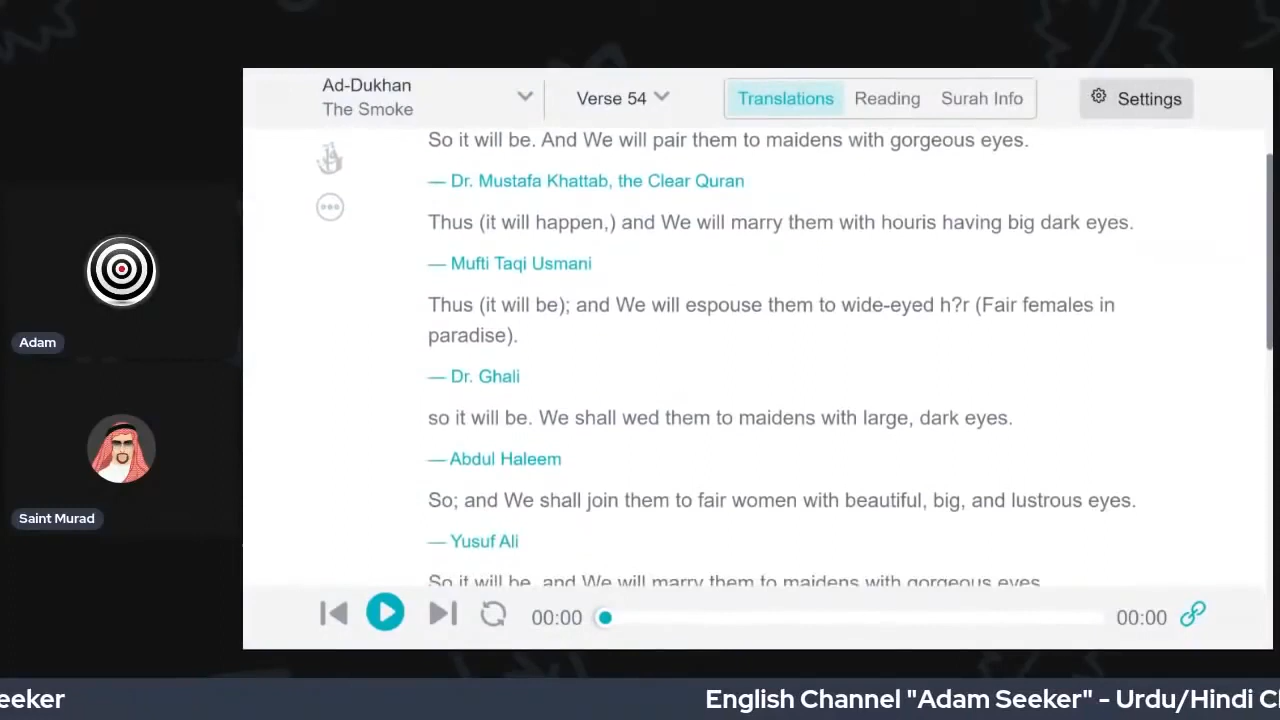 Ad-Dukhan
The Smoke
Verse 54
Translations
Reading
Surah Info
Settings
So it will be. And We will pair them to maidens with gorgeous eyes.
— Dr. Mustafa Khattab, the Clear Quran
Thus (it will happen,) and We will marry them with houris having big dark eyes.
— Mufti Taqi Usmani
Thus (it will be); and We will espouse them to wide-eyed h?r (Fair females in
paradise).
— Dr. Ghali
so it will be. We shall wed them to maidens with large, dark eyes.
— Abdul Haleem
So; and We shall join them to fair women with beautiful, big, and lustrous eyes.
— Yusuf Ali
So it will be, and We will marry them to maidens with gorgeous eyes
00:00
00:00
Adam
Saint Murad
eeker
English Channel "Adam Seeker" - Urdu/Hindi C